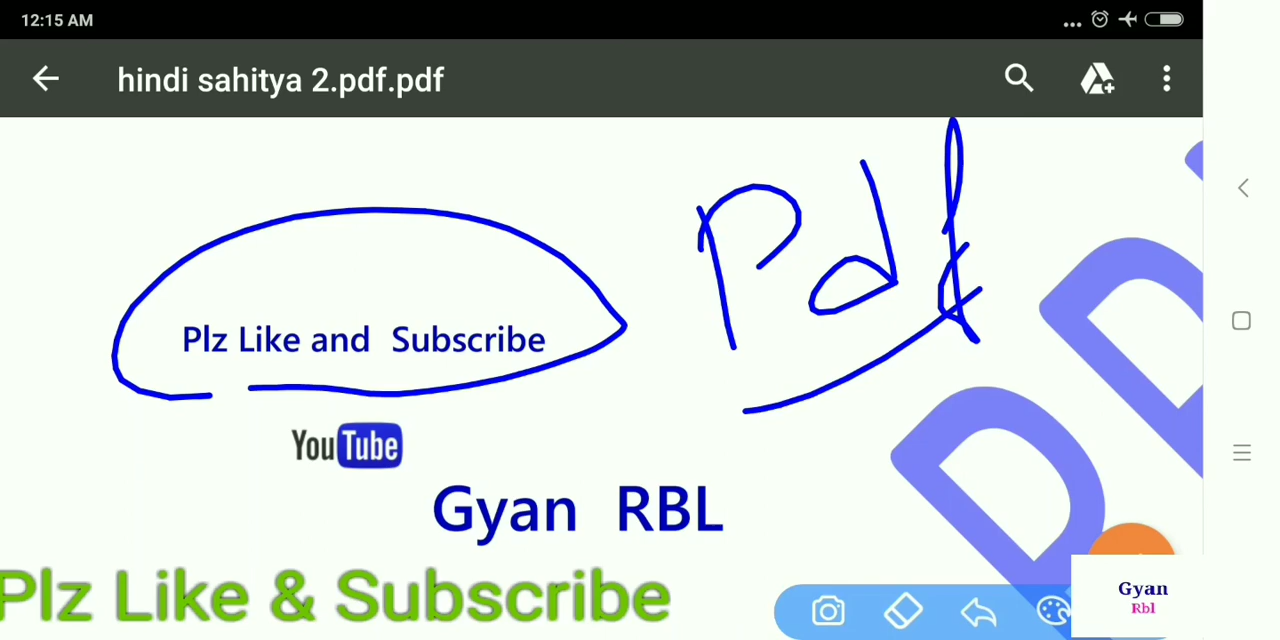 12:15 AM
hindi sahitya 2.pdf.pdf
Pdf
Plz Like and Subscribe
YouTube
Gyan RBL
Plz Like & Subscribe
Gyan
Rbl